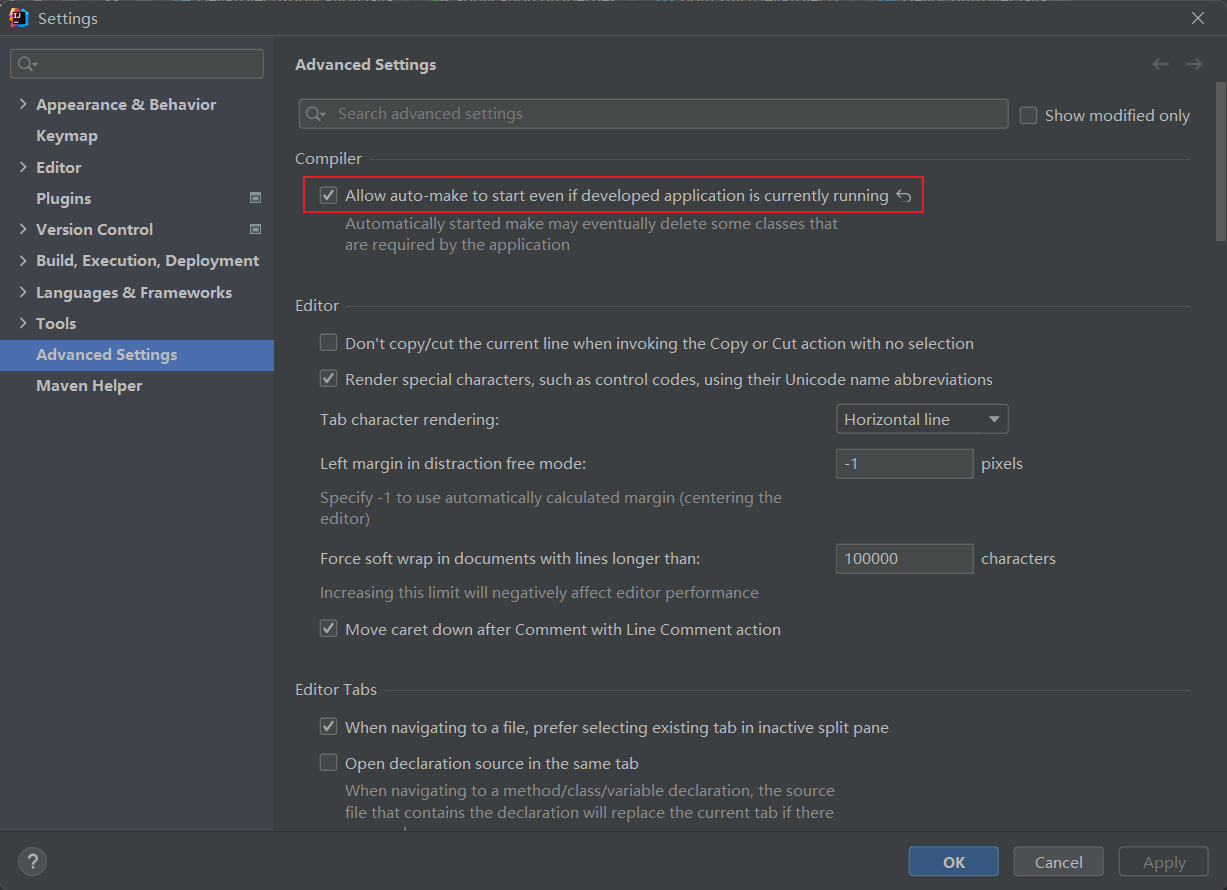 Settings
Appearance & Behavior
Keymap
Editor
Plugins
Version Control
Build, Execution, Deployment
Languages & Frameworks
Tools
Advanced Settings
Maven Helper
Advanced Settings
Search advanced settings
Show modified only
Compiler
Allow auto-make to start even if developed application is currently running
Automatically started make may eventually delete some classes that
are required by the application
Editor
Don't copy/cut the current line when invoking the Copy or Cut action with no selection
Render special characters, such as control codes, using their Unicode name abbreviations
Tab character rendering: Horizontal line
Left margin in distraction free mode: -1 pixels
Specify -1 to use automatically calculated margin (centering the
editor)
Force soft wrap in documents with lines longer than: 100000 characters
Increasing this limit will negatively affect editor performance
Move caret down after Comment with Line Comment action
Editor Tabs
When navigating to a file, prefer selecting existing tab in inactive split pane
Open declaration source in the same tab
When navigating to a method/class/variable declaration, the source
file that contains the declaration will replace the current tab if there
?
OK
Cancel
Apply